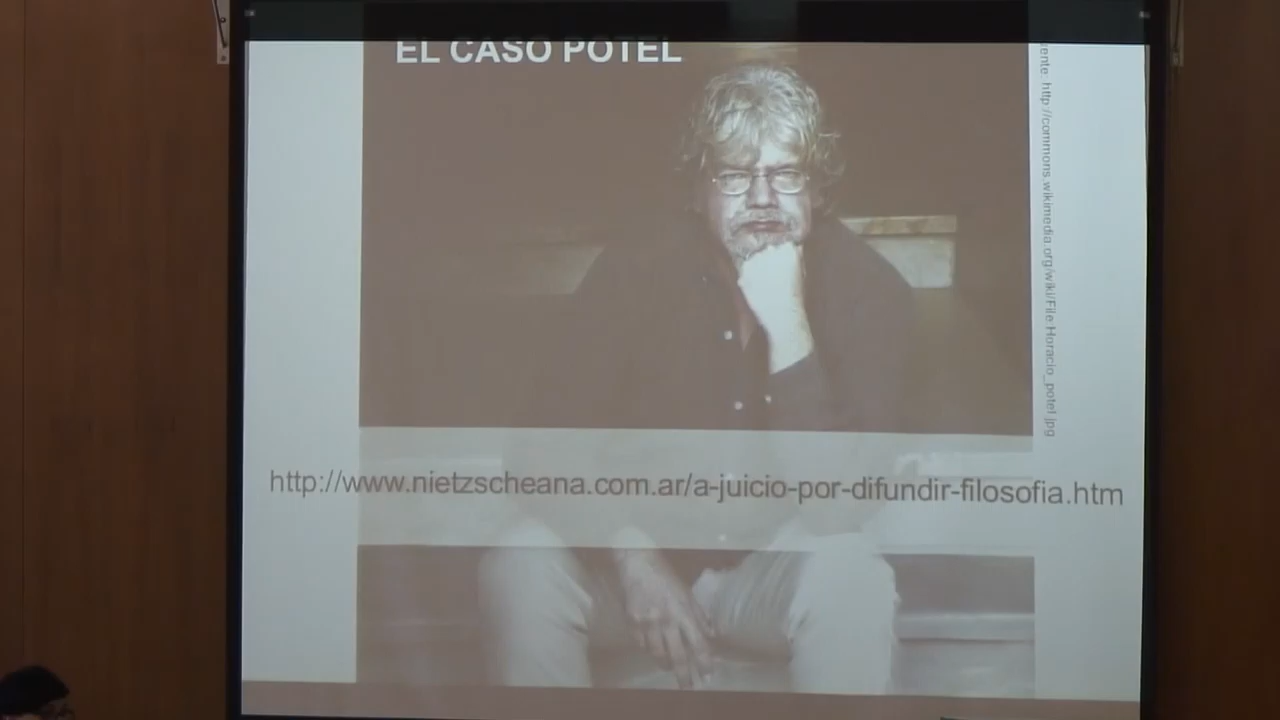 EL CASO POTEL
uente: http://commons.wikimedia.org/wiki/File:Horacio_potel.jpg
http://www.nietzscheana.com.ar/a-juicio-por-difundir-filosofia.htm